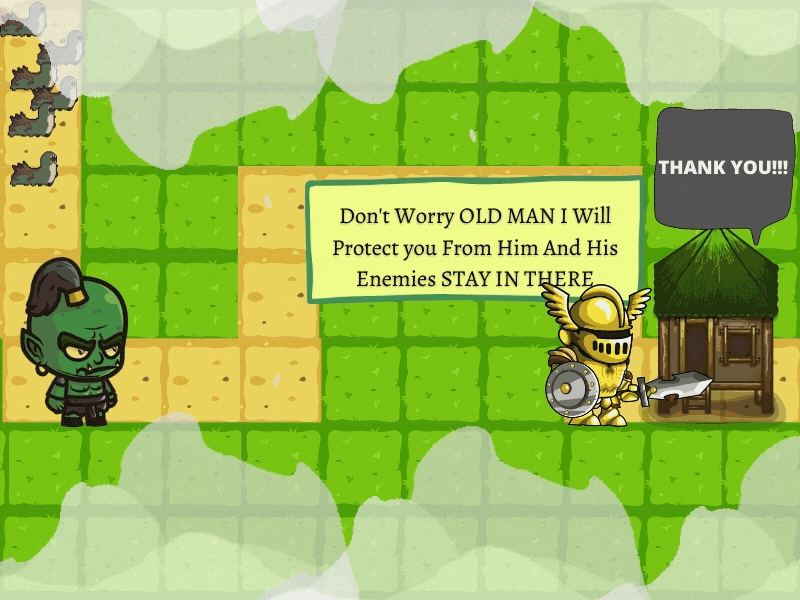 THANK YOU!!!
Don't Worry OLD MAN I Will
Protect you From Him And His
Enemies STAY IN THERE